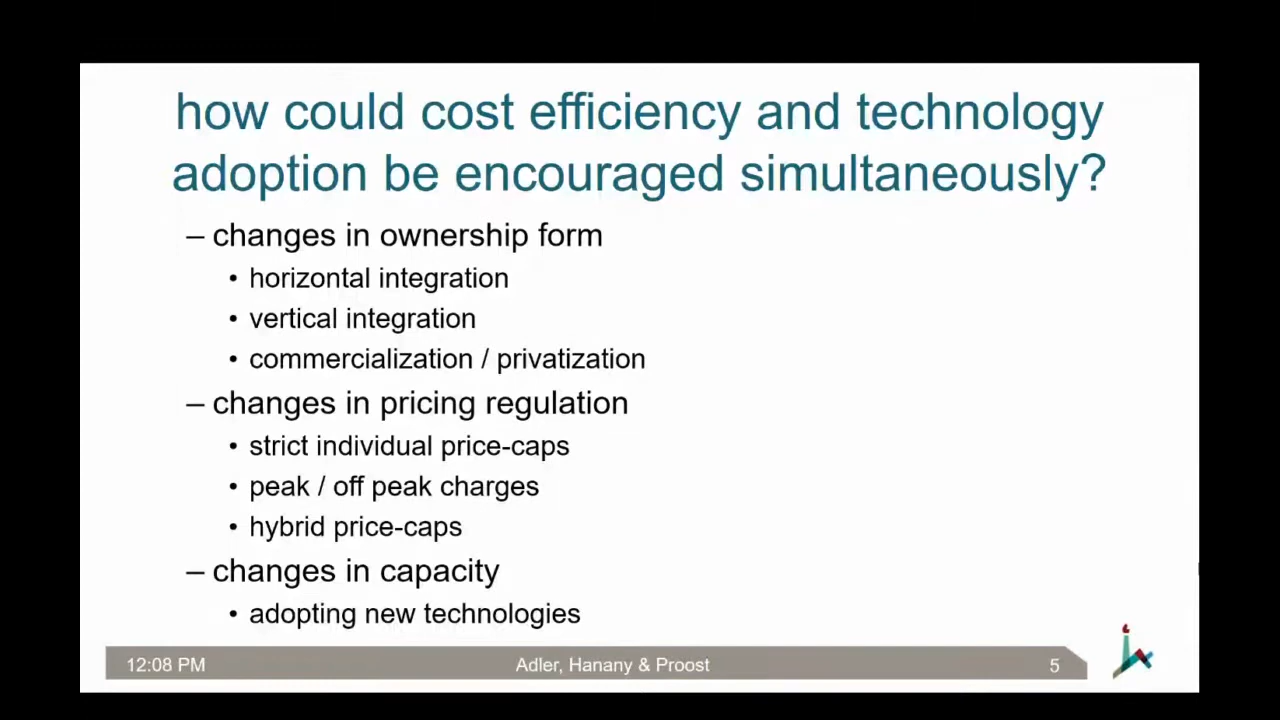 how could cost efficiency and technology
adoption be encouraged simultaneously?
– changes in ownership form
• horizontal integration
• vertical integration
• commercialization / privatization
– changes in pricing regulation
• strict individual price-caps
• peak / off peak charges
• hybrid price-caps
– changes in capacity
• adopting new technologies
12:08 PM Adler, Hanany & Proost 5